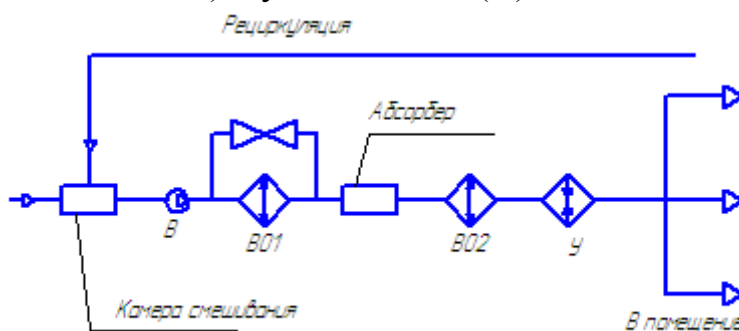 Рециркуляция
Абсорбер
В
В01
В02
У
Камера смешивания
В помещение